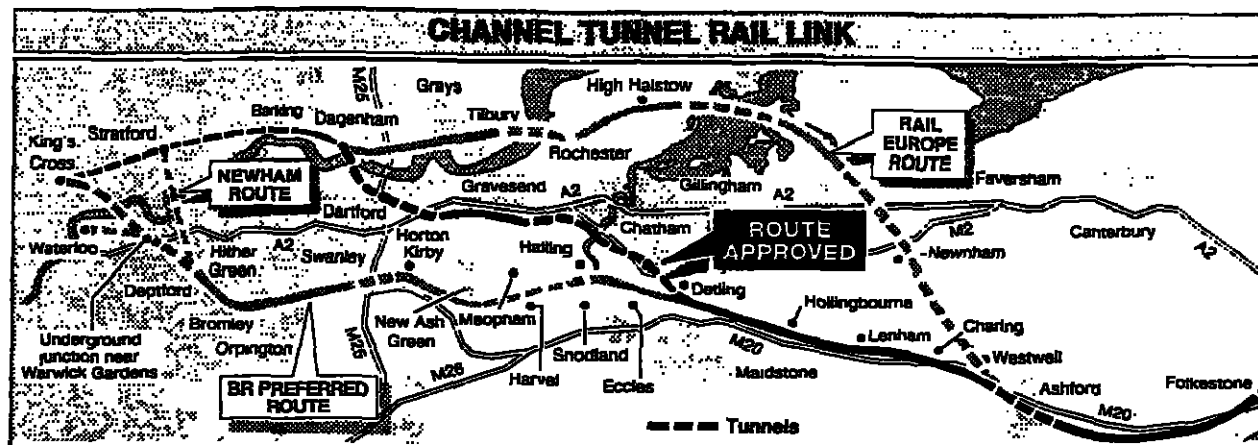 CHANNEL TUNNEL RAIL LINK
M25
Grays
High Halstow
Barking
Dagenham
Tilbury
Stratford
King's
Cross
Rochester
RAIL
EUROPE
ROUTE
NEWHAM
ROUTE
Gravesend
A2
Gillingham
A2
Faversham
Dartford
Waterloo
Hither
Green
A2
Swanley
Horton
Kirby
Halling
Chatham
ROUTE
APPROVED
M2
Newnham
Canterbury
A2
Deptford
Detling
Hollingbourne
Bromley
New Ash
Green
Meopham
Lenham
Charing
Underground
junction near
Warwick Gardens
Orpington
M26
M26
Harvel
Snodland
Eccles
M20
Maidstone
Westwell
BR PREFERRED
ROUTE
Ashford
Folkestone
M20
Tunnels